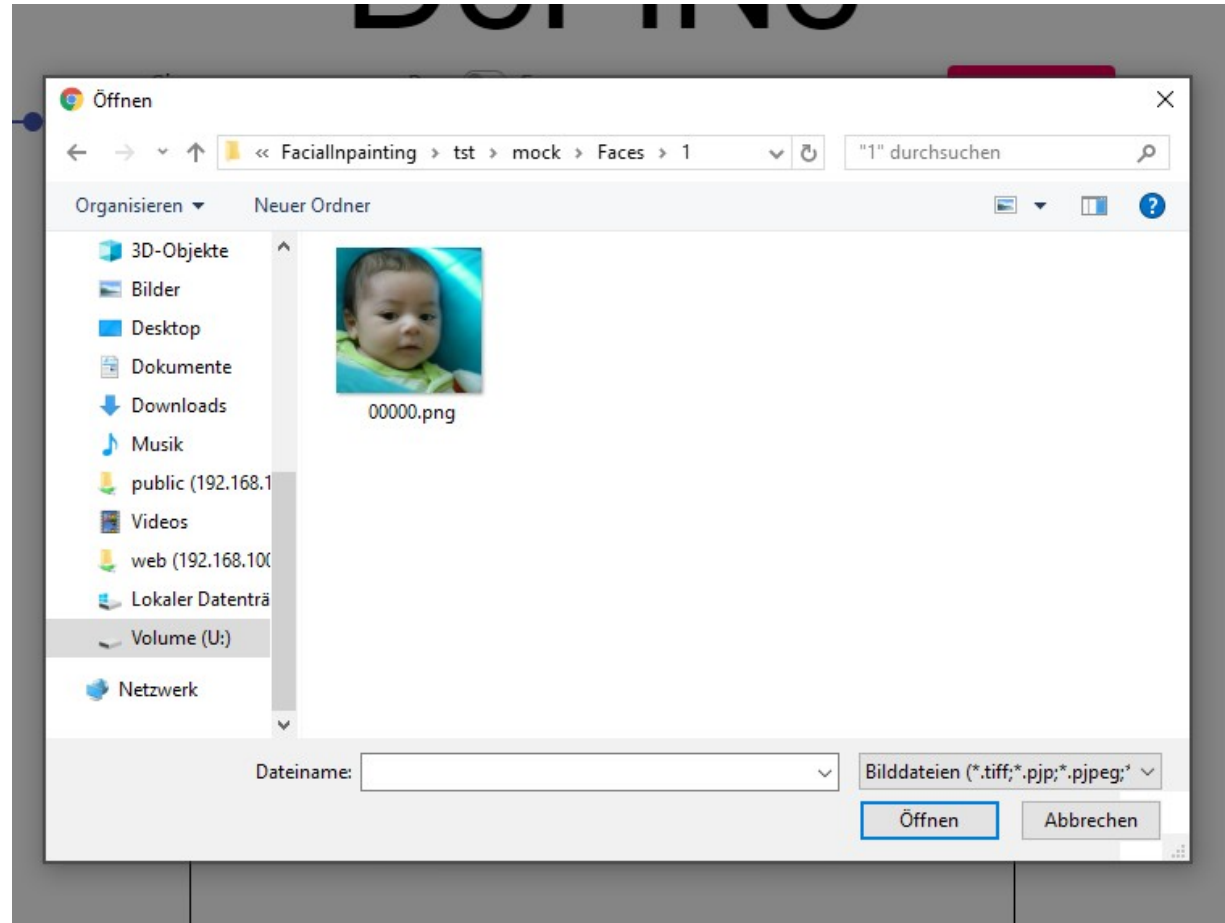 Öffnen
« FacialInpainting > tst > mock > Faces > 1
"1" durchsuchen
Organisieren
Neuer Ordner
3D-Objekte
Bilder
Desktop
Dokumente
Downloads
Musik
public (192.168.1
Videos
web (192.168.100
Lokaler Datenträ
Volume (U:)
Netzwerk
00000.png
Dateiname:
Bilddateien (*.tiff;*.pjp;*.pjpeg;*
Öffnen
Abbrechen